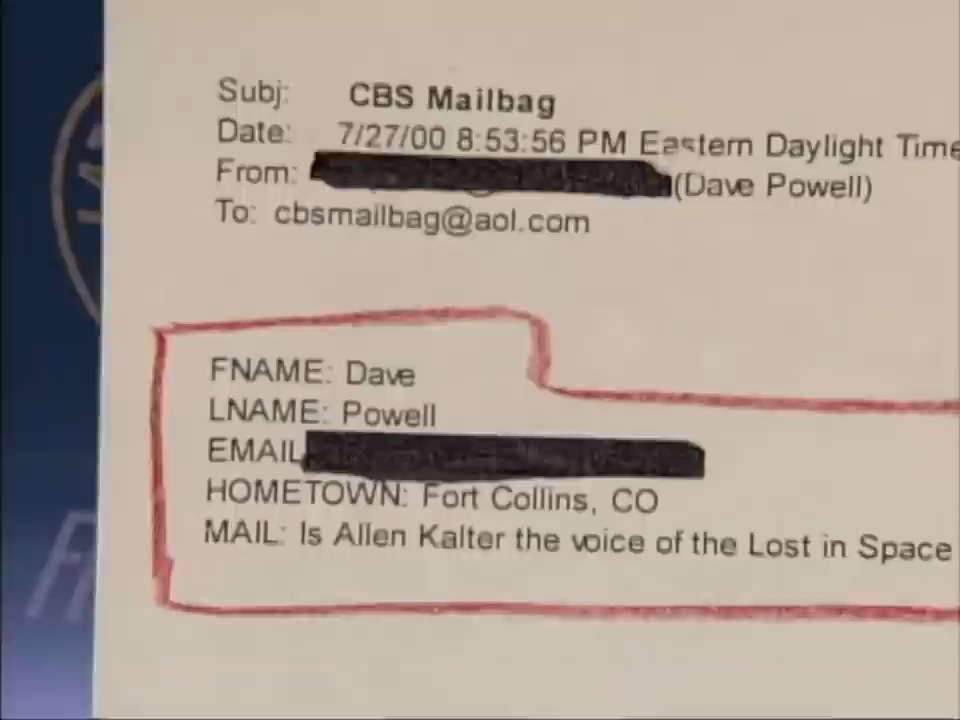 Subj: CBS Mailbag
Date: 7/27/00 8:53:56 PM Eastern Daylight Time
From: (Dave Powell)
To: cbsmailbag@aol.com
FNAME: Dave
LNAME: Powell
EMAIL
HOMETOWN: Fort Collins, CO
MAIL: Is Allen Kalter the voice of the Lost in Space